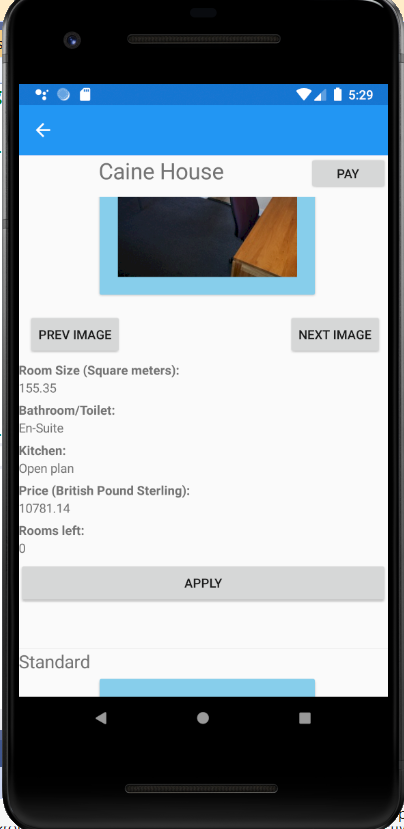 5:29
Caine House
PAY
PREV IMAGE
NEXT IMAGE
Room Size (Square meters):
155.35
Bathroom/Toilet:
En-Suite
Kitchen:
Open plan
Price (British Pound Sterling):
10781.14
Rooms left:
0
APPLY
Standard